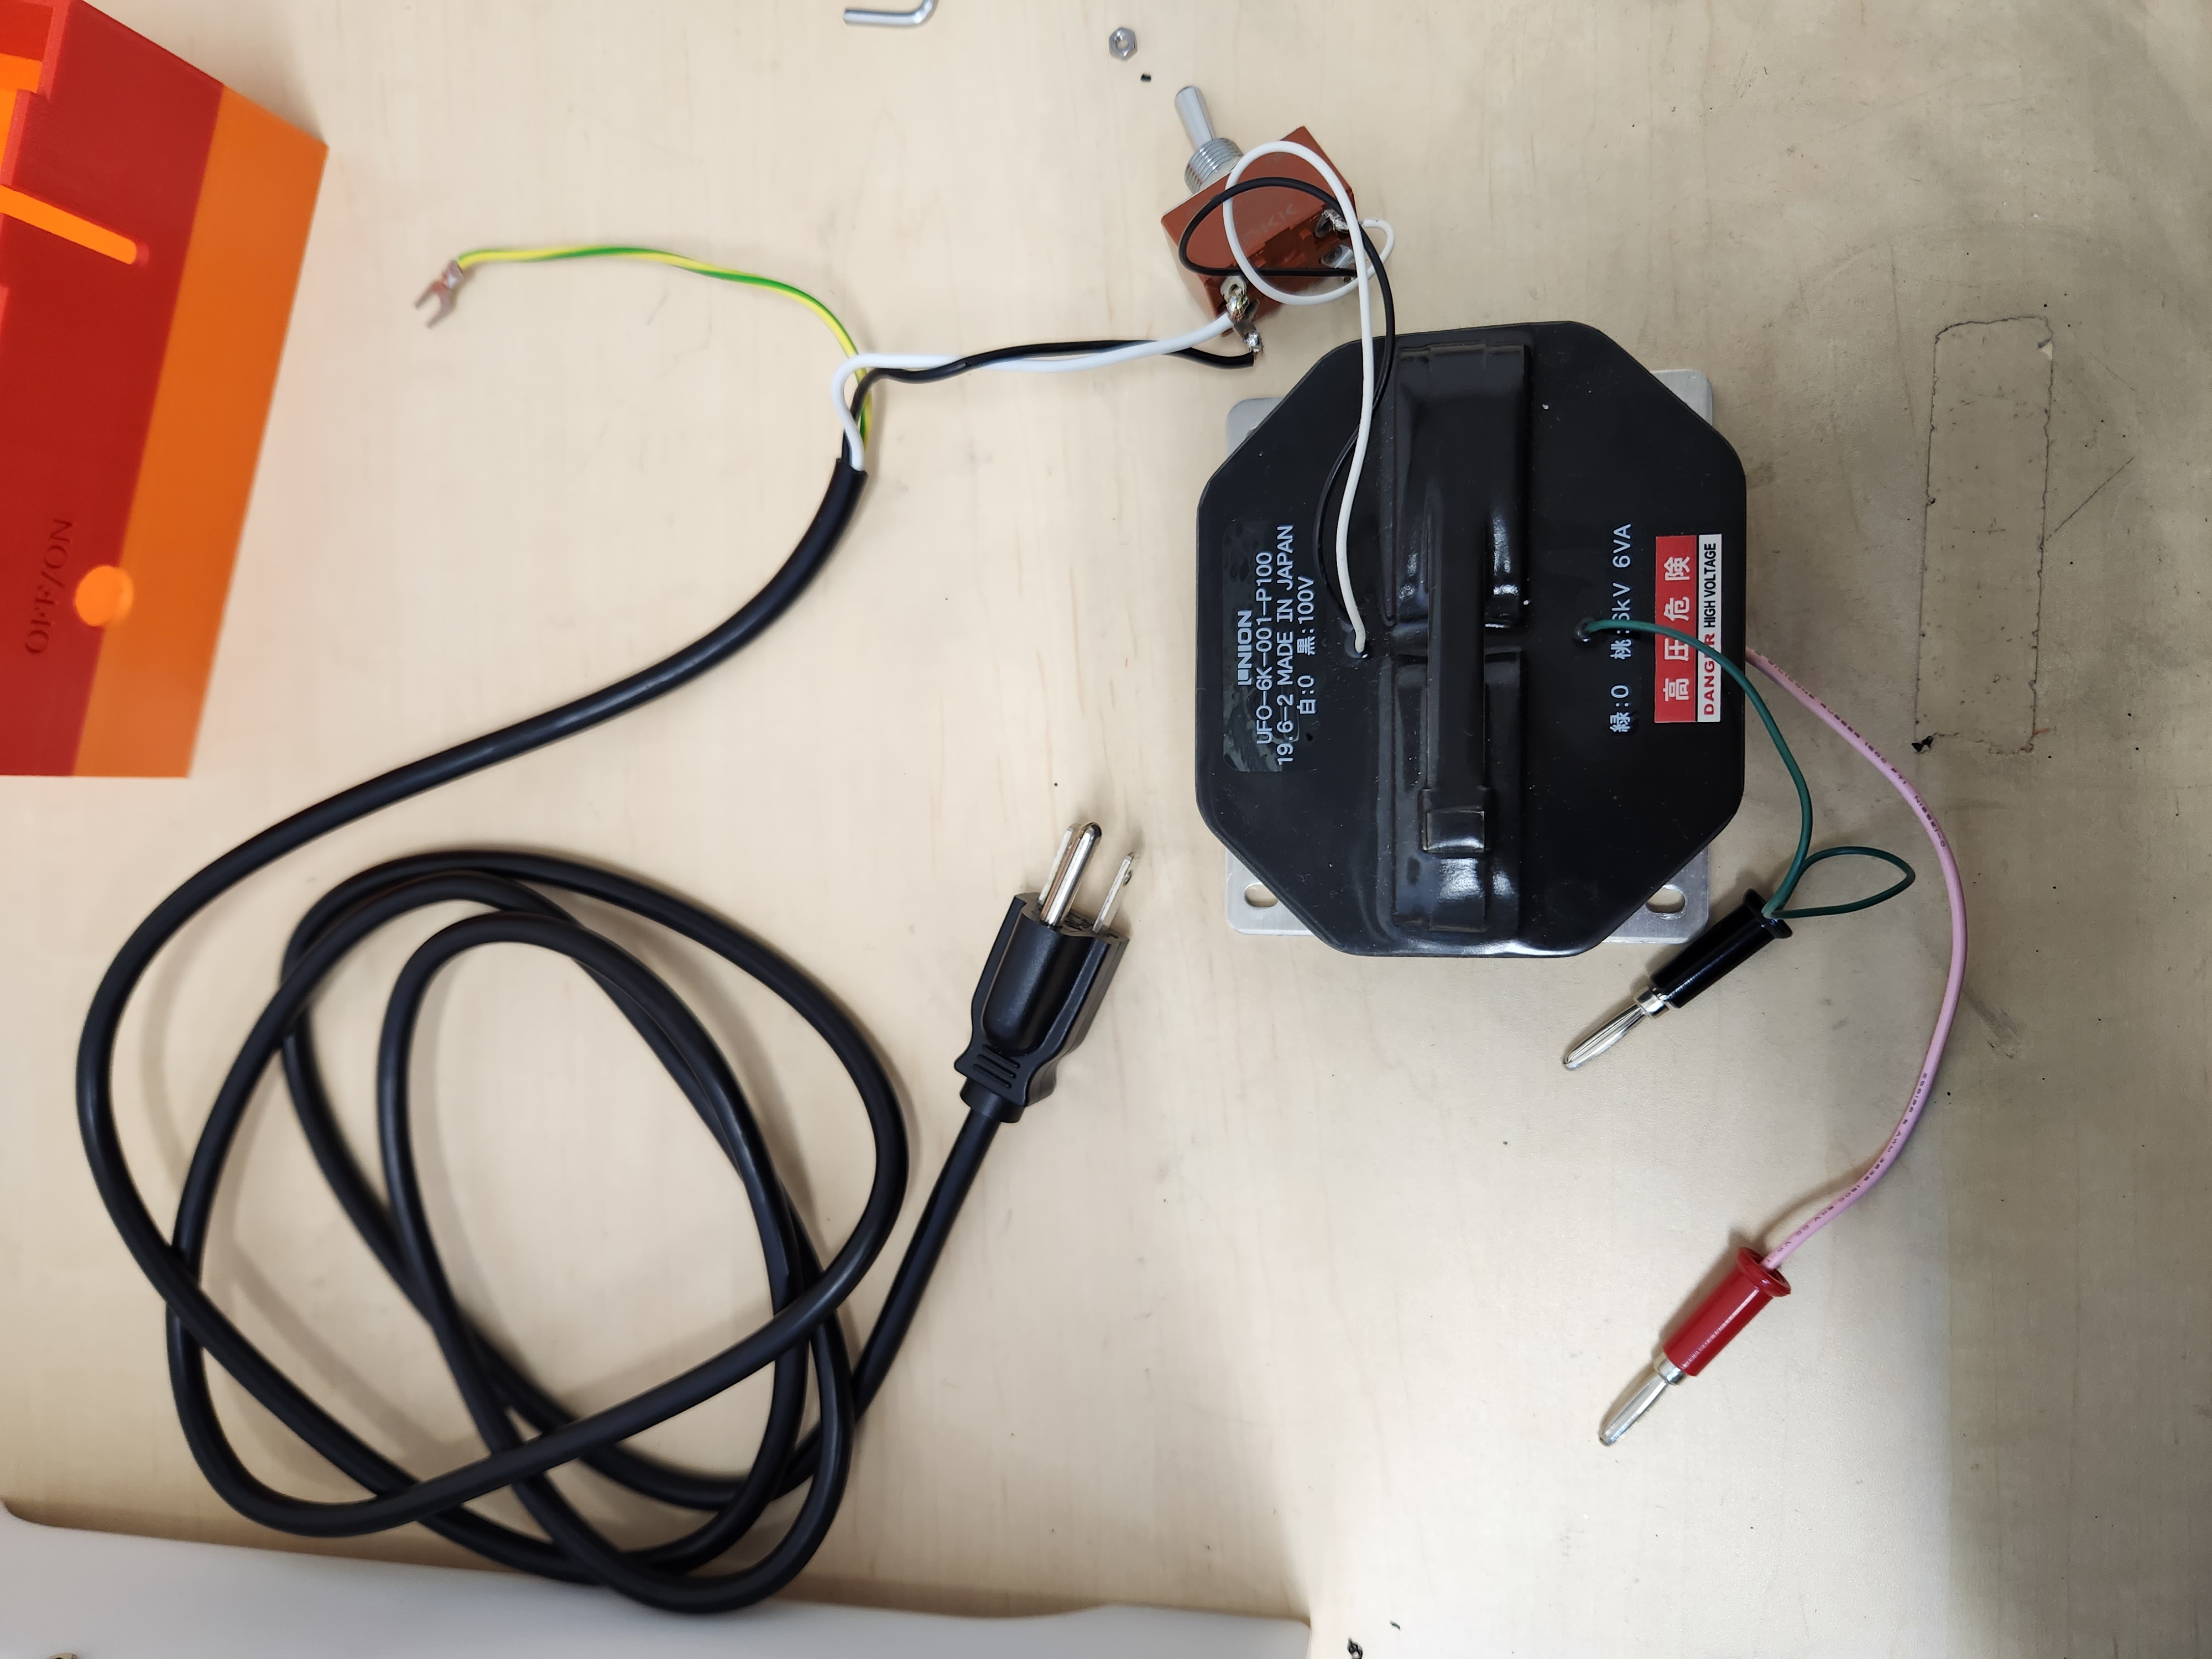 OFF/ON
UNION
UFO-6K-001-P100
19.6-2 MADE IN JAPAN
白:0 黒:100V
緑:0 桃:6kV 6VA
高圧危険
DANGER HIGH VOLTAGE